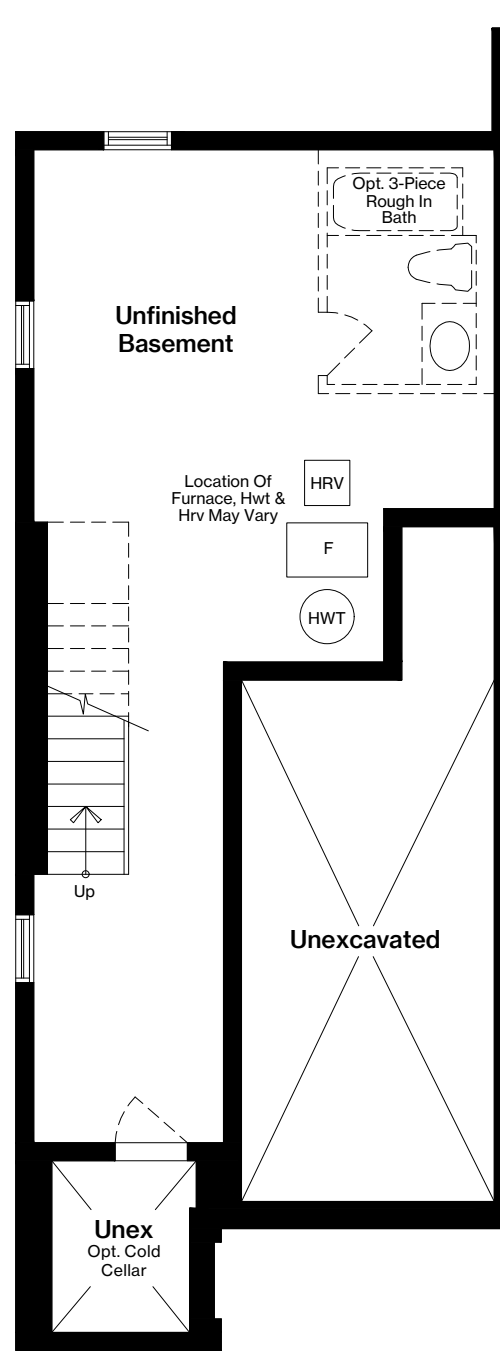 Opt. 3-Piece
Rough In
Bath
Unfinished
Basement
Location Of
Furnace, Hwt &
Hrv May Vary
HRV
F
HWT
Up
Unexcavated
Unex
Opt. Cold
Cellar